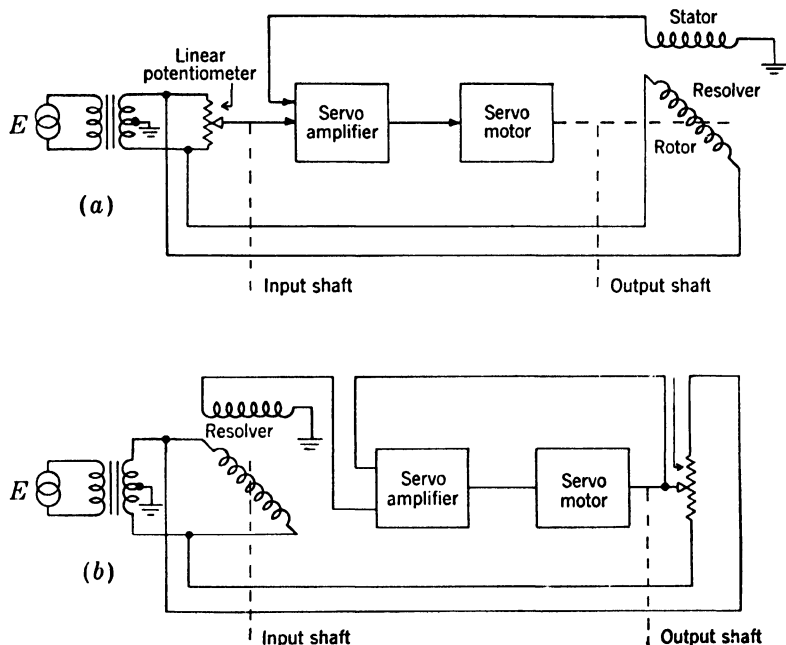 Stator
Linear
potentiometer
Resolver
E
Servo
amplifier
Servo
motor
Rotor
(a)
Input shaft
Output shaft
Resolver
E
Servo
amplifier
Servo
motor
(b)
Input shaft
Output shaft